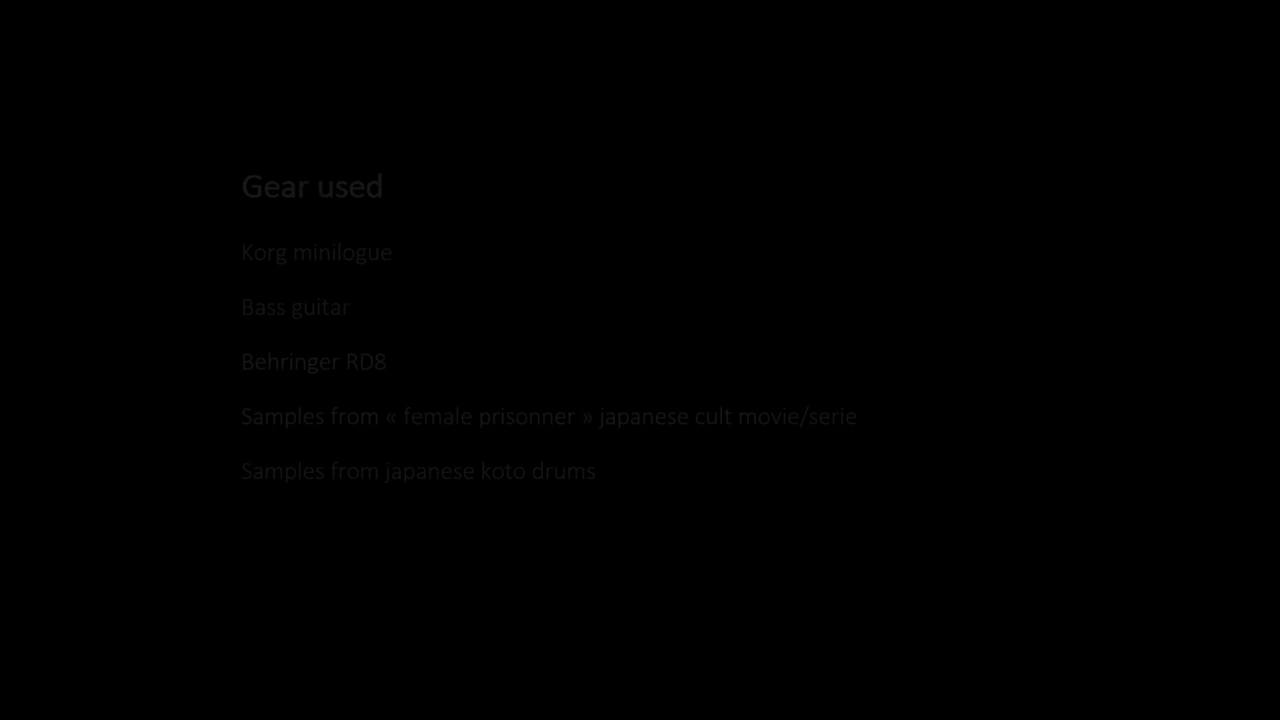 Gear used
Korg minilogue
Bass guitar
Behringer RD8
Samples from « female prisonner » japanese cult movie/serie
Samples from japanese koto drums